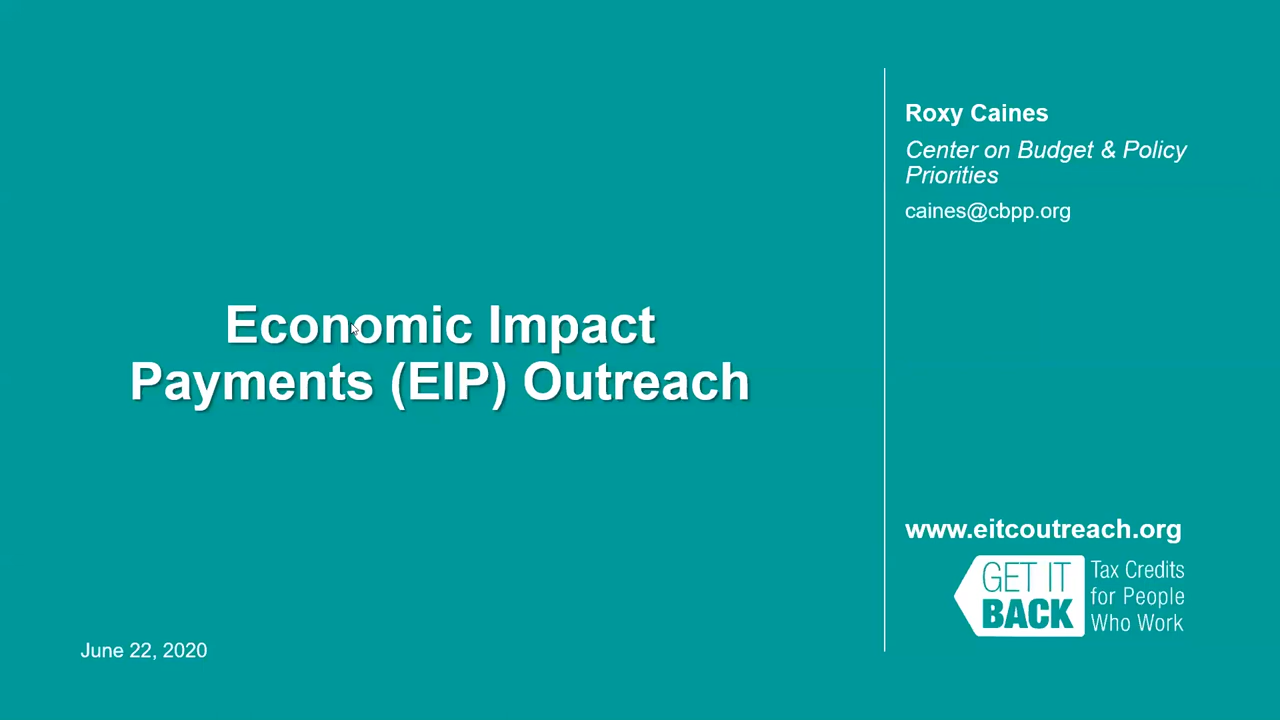 Economic Impact
Payments (EIP) Outreach
June 22, 2020
Roxy Caines
Center on Budget & Policy
Priorities
caines@cbpp.org
www.eitcoutreach.org
GET IT
BACK
Tax Credits
for People
Who Work